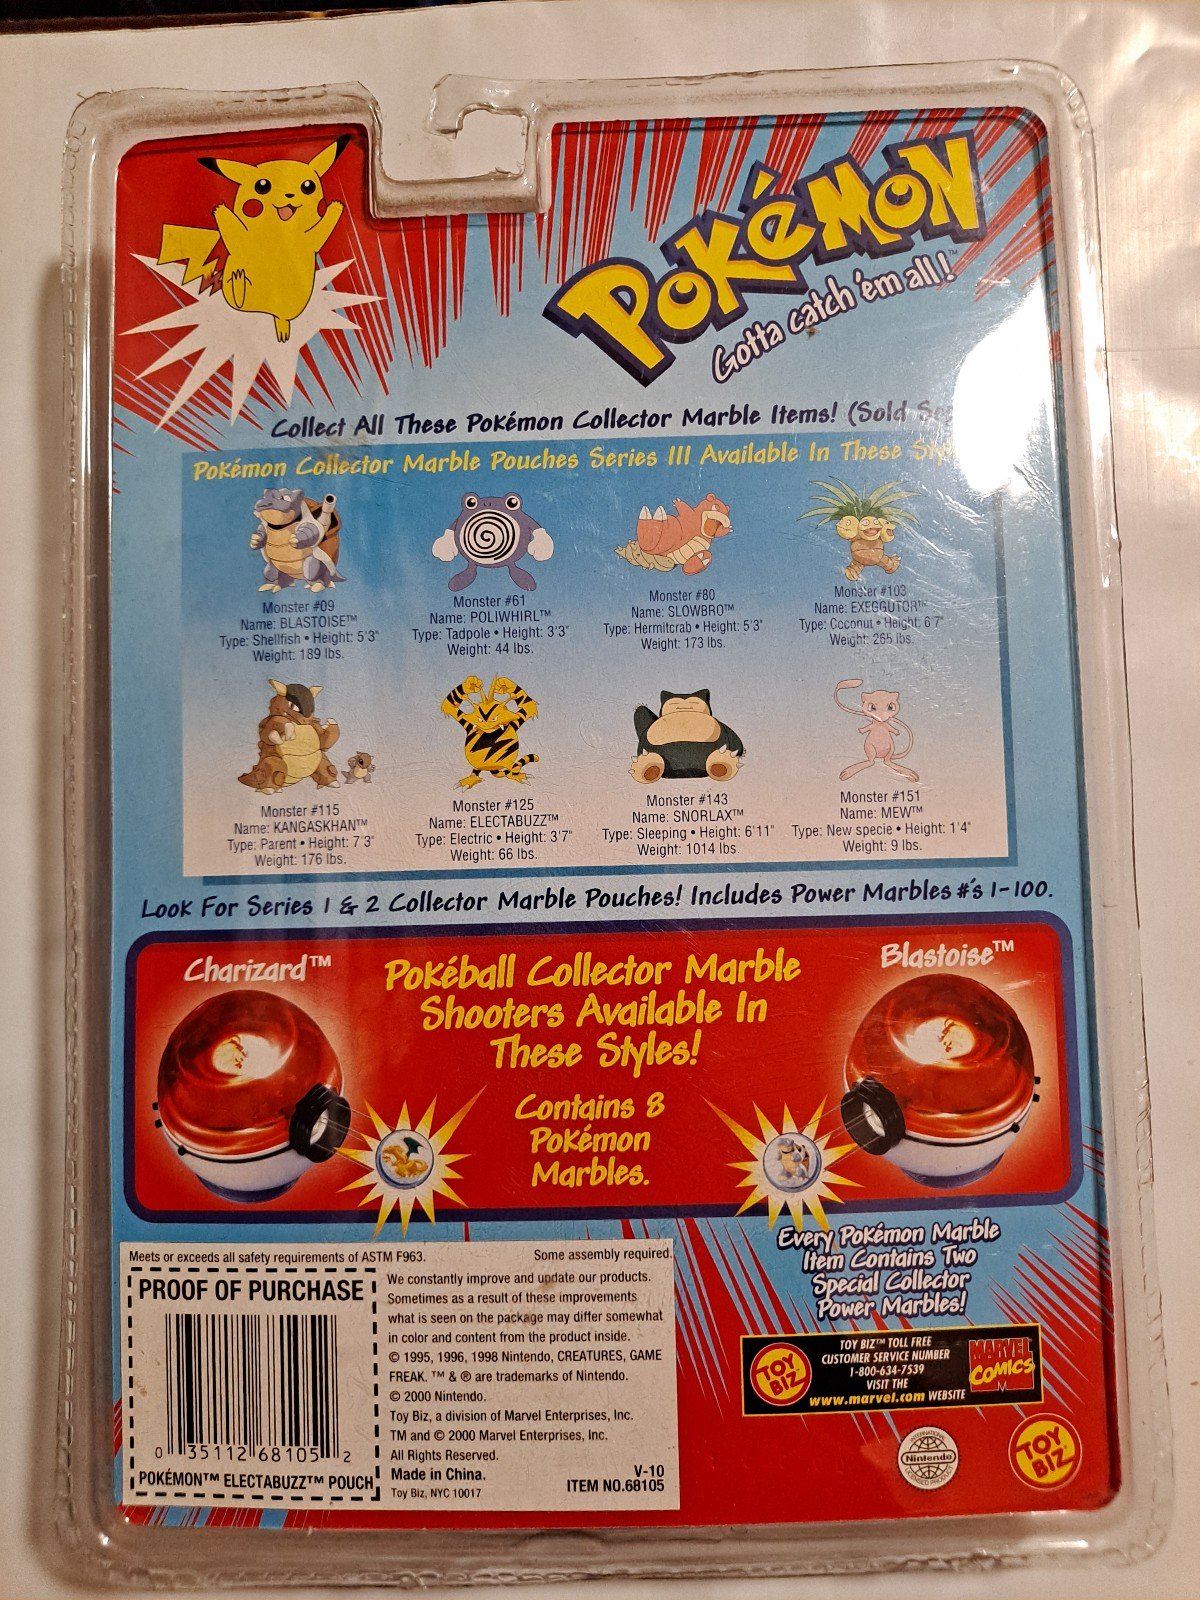 POKéMON
Gotta catch 'em all!™
Collect All These Pokémon Collector Marble Items! (Sold
Pokémon Collector Marble Pouches Series III Available In These
Monster #09
Name: BLASTOISE™
Type: Shellfish • Height: 5'3"
Weight: 189 lbs.
Monster #61
Name: POLIWHIRL™
Type: Tadpole • Height: 3'3"
Weight: 44 lbs.
Monster #80
Name: SLOWBRO™
Type: Hermitcrab • Height: 5'3"
Weight: 173 lbs.
Monster #103
Name: EXEGGUTOR™
Type: Coconut • Height: 6'7"
Weight: 265 lbs.
Monster #115
Name: KANGASKHAN™
Type: Parent • Height: 7'3"
Weight: 176 lbs.
Monster #125
Name: ELECTABUZZ™
Type: Electric • Height: 3'7"
Weight: 66 lbs.
Monster #143
Name: SNORLAX™
Type: Sleeping • Height: 6'11"
Weight: 1014 lbs.
Monster #151
Name: MEW™
Type: New specie • Height: 1'4"
Weight: 9 lbs.
Look For Series 1 & 2 Collector Marble Pouches! Includes Power Marbles #'s 1-100.
Charizard™
Pokéball Collector Marble
Shooters Available In
These Styles!
Contains 8
Pokémon
Marbles.
Blastoise™
Every Pokémon Marble
Item Contains Two
Special Collector
Power Marbles!
Meets or exceeds all safety requirements of ASTM F963.
Some assembly required.
PROOF OF PURCHASE
0 35112 68105 2
POKÉMON™ ELECTABUZZ™ POUCH
We constantly improve and update our products.
Sometimes as a result of these improvements
what is seen on the package may differ somewhat
in color and content from the product inside.
© 1995, 1996, 1998 Nintendo, CREATURES, GAME
FREAK. ™ & ® are trademarks of Nintendo.
© 2000 Nintendo.
Toy Biz, a division of Marvel Enterprises, Inc.
TM and © 2000 Marvel Enterprises, Inc.
All Rights Reserved.
Made in China.
Toy Biz, NYC 10017
V-10
ITEM NO.68105
TOY BIZ
TOY BIZ™ TOLL FREE
CUSTOMER SERVICE NUMBER
1-800-634-7539
VISIT THE
www.marvel.com WEBSITE
MARVEL
COMICS
INTERNATIONAL
Nintendo
LICENSED PRODUCT
TOY
BIZ